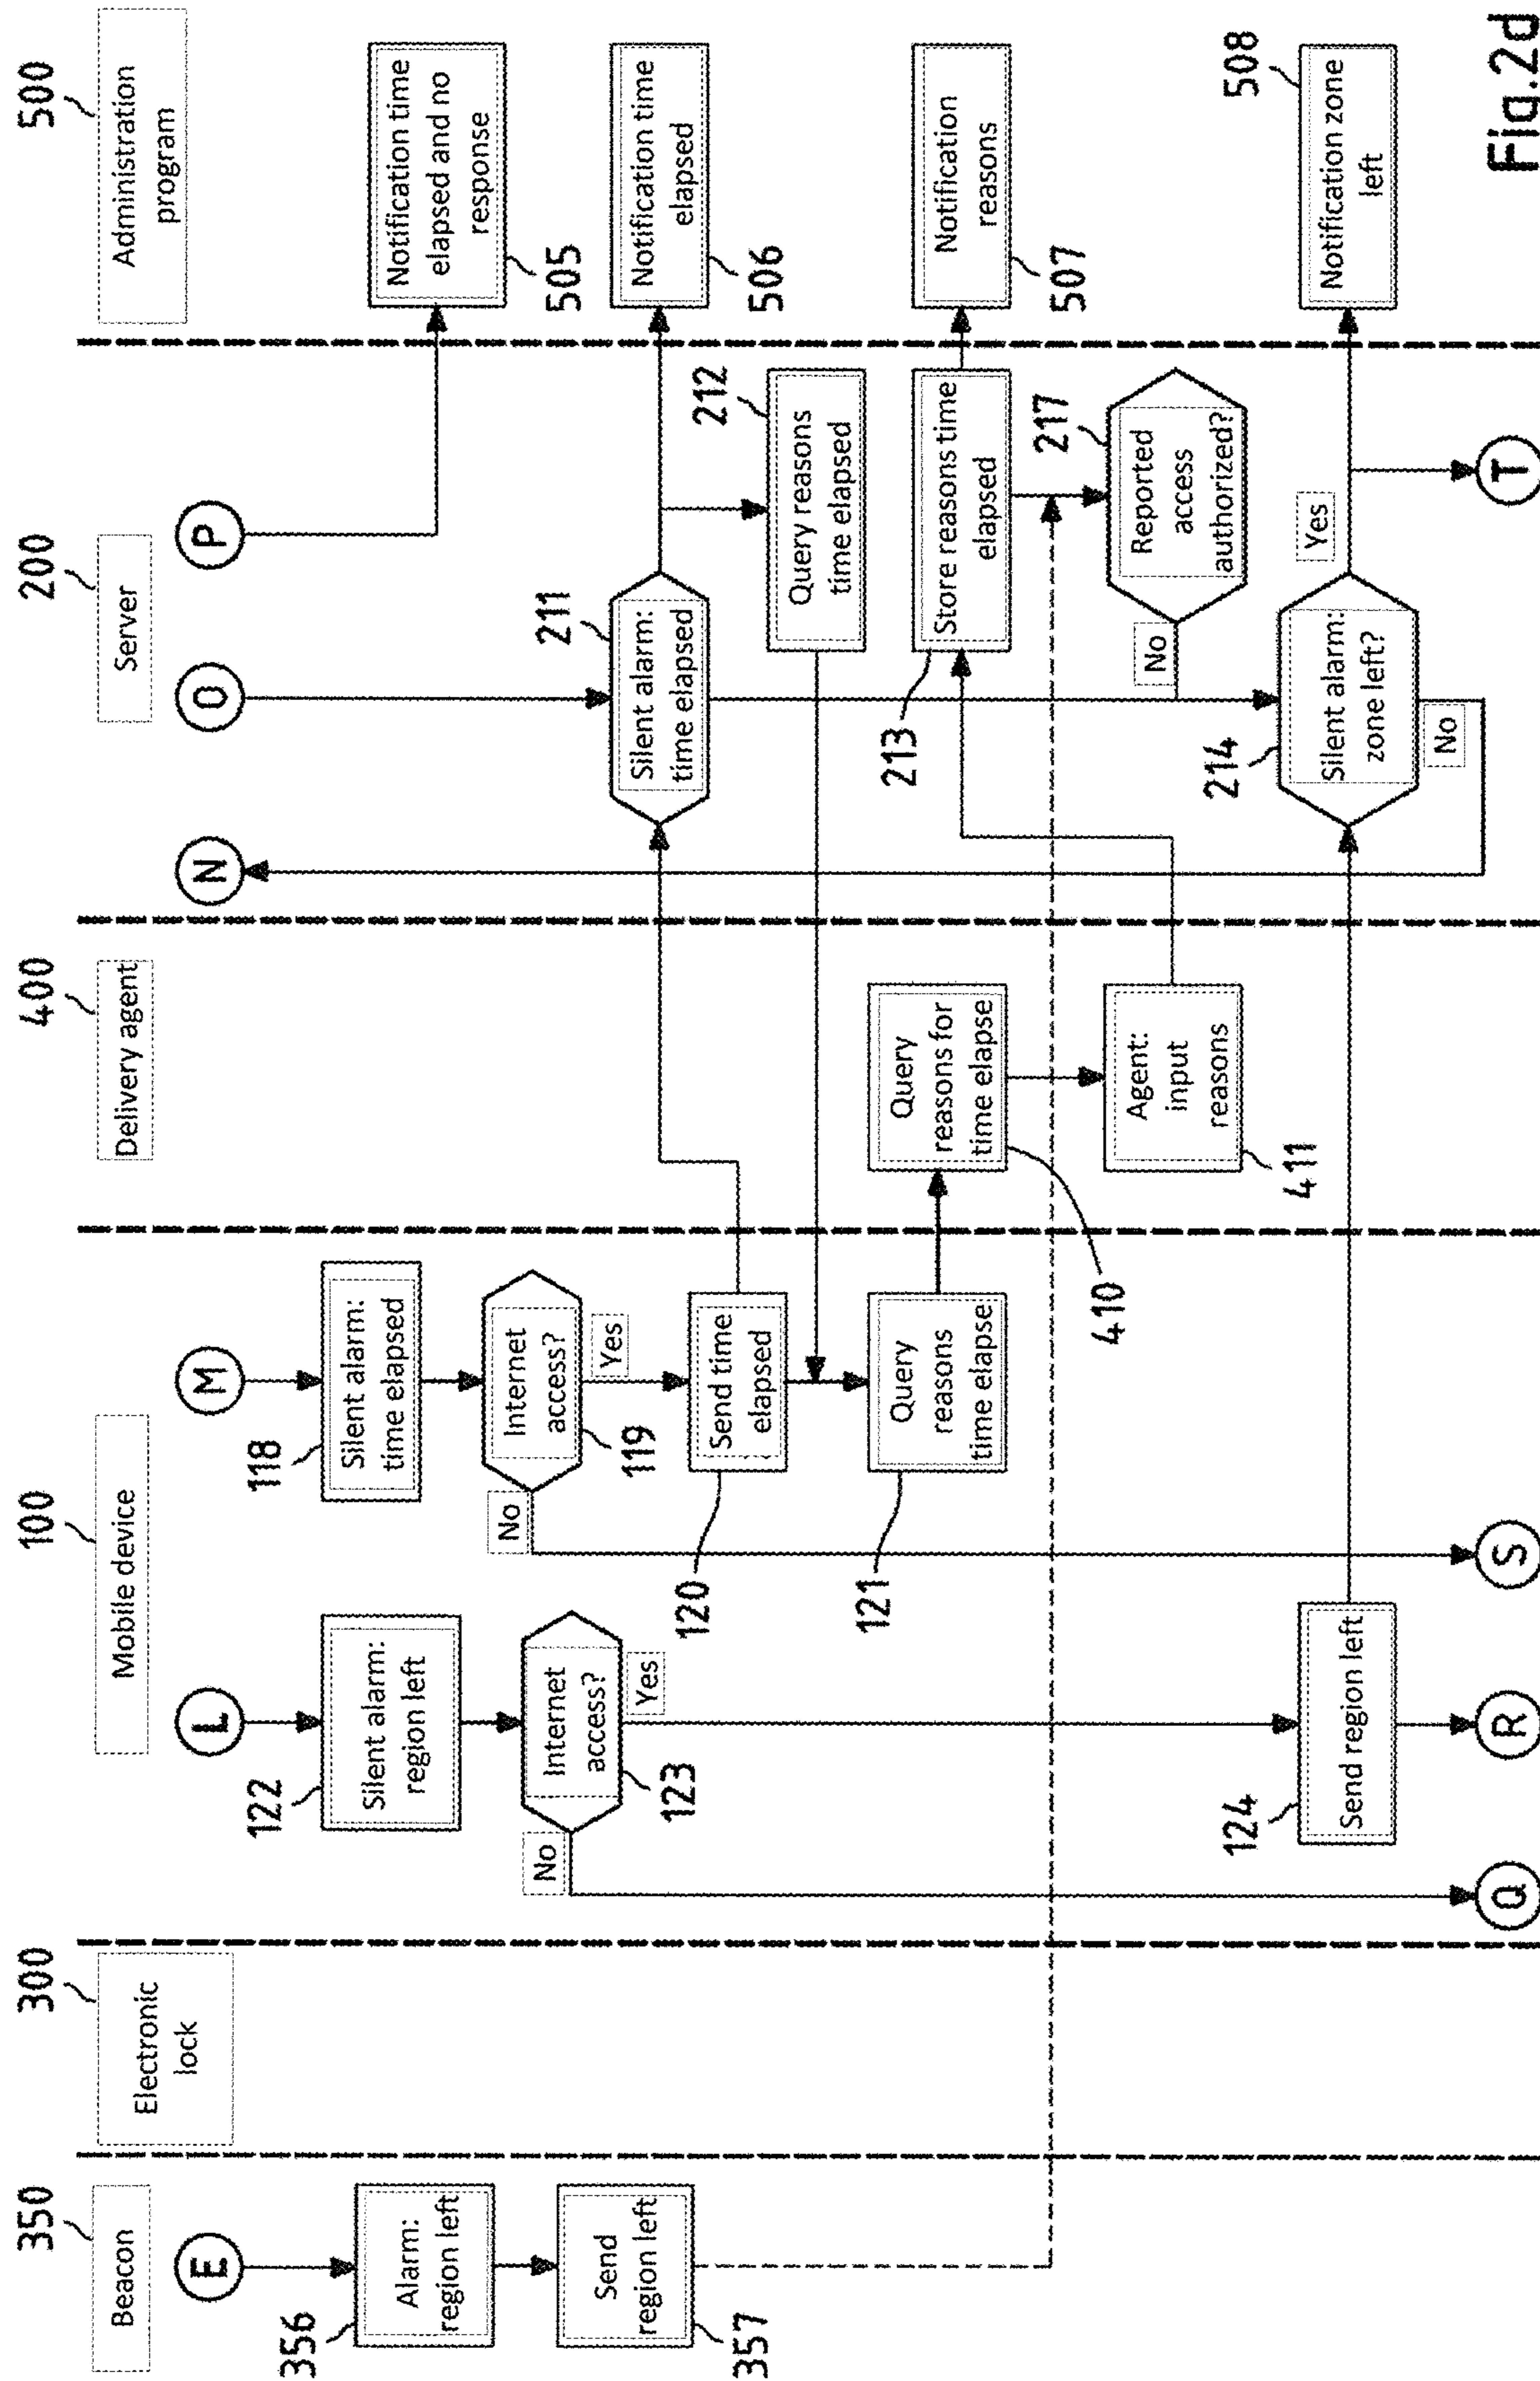 350
Beacon
300
Electronic
lock
100
Mobile device
400
Delivery agent
200
Server
500
Administration
program
E
L
M
N
O
P
356
Alarm:
region left
122
Silent alarm:
region left
118
Silent alarm:
time elapsed
Notification time
elapsed and no
response
505
No
Internet
access?
Yes
123
No
Internet
access?
Yes
119
357
Send
region left
211
Silent alarm:
time elapsed
Notification time
elapsed
506
120
Send time
elapsed
212
Query reasons
time elapsed
121
Query
reasons
time elapse
Query
reasons for
time elapse
410
213
Store reasons time
elapsed
Notification
reasons
507
Agent:
input
reasons
411
217
Reported
access
authorized?
No
124
Send region left
214
Silent alarm:
zone left?
Yes
No
508
Notification zone
left
Q
R
S
T
Fig.2d